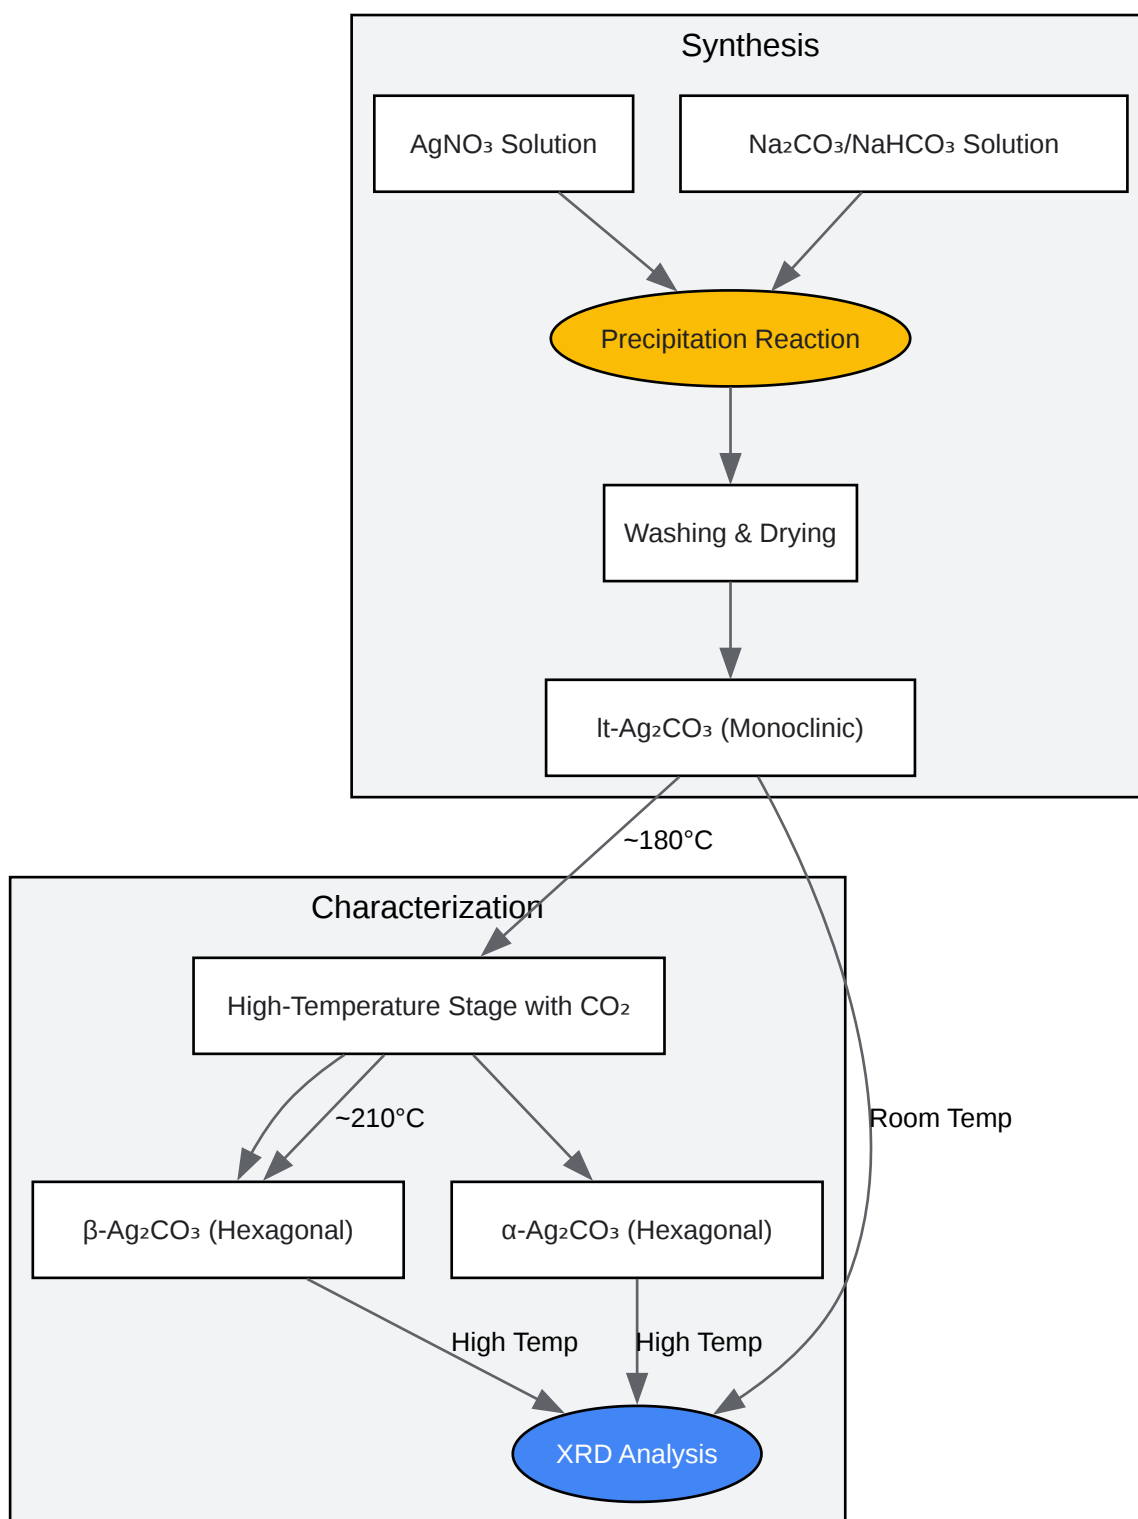 Synthesis
AgNO₃ Solution
Na₂CO₃/NaHCO₃ Solution
Precipitation Reaction
Washing & Drying
lt-Ag₂CO₃ (Monoclinic)
~180°C
Characterization
High-Temperature Stage with CO₂
~210°C
Room Temp
β-Ag₂CO₃ (Hexagonal)
α-Ag₂CO₃ (Hexagonal)
High Temp
High Temp
XRD Analysis